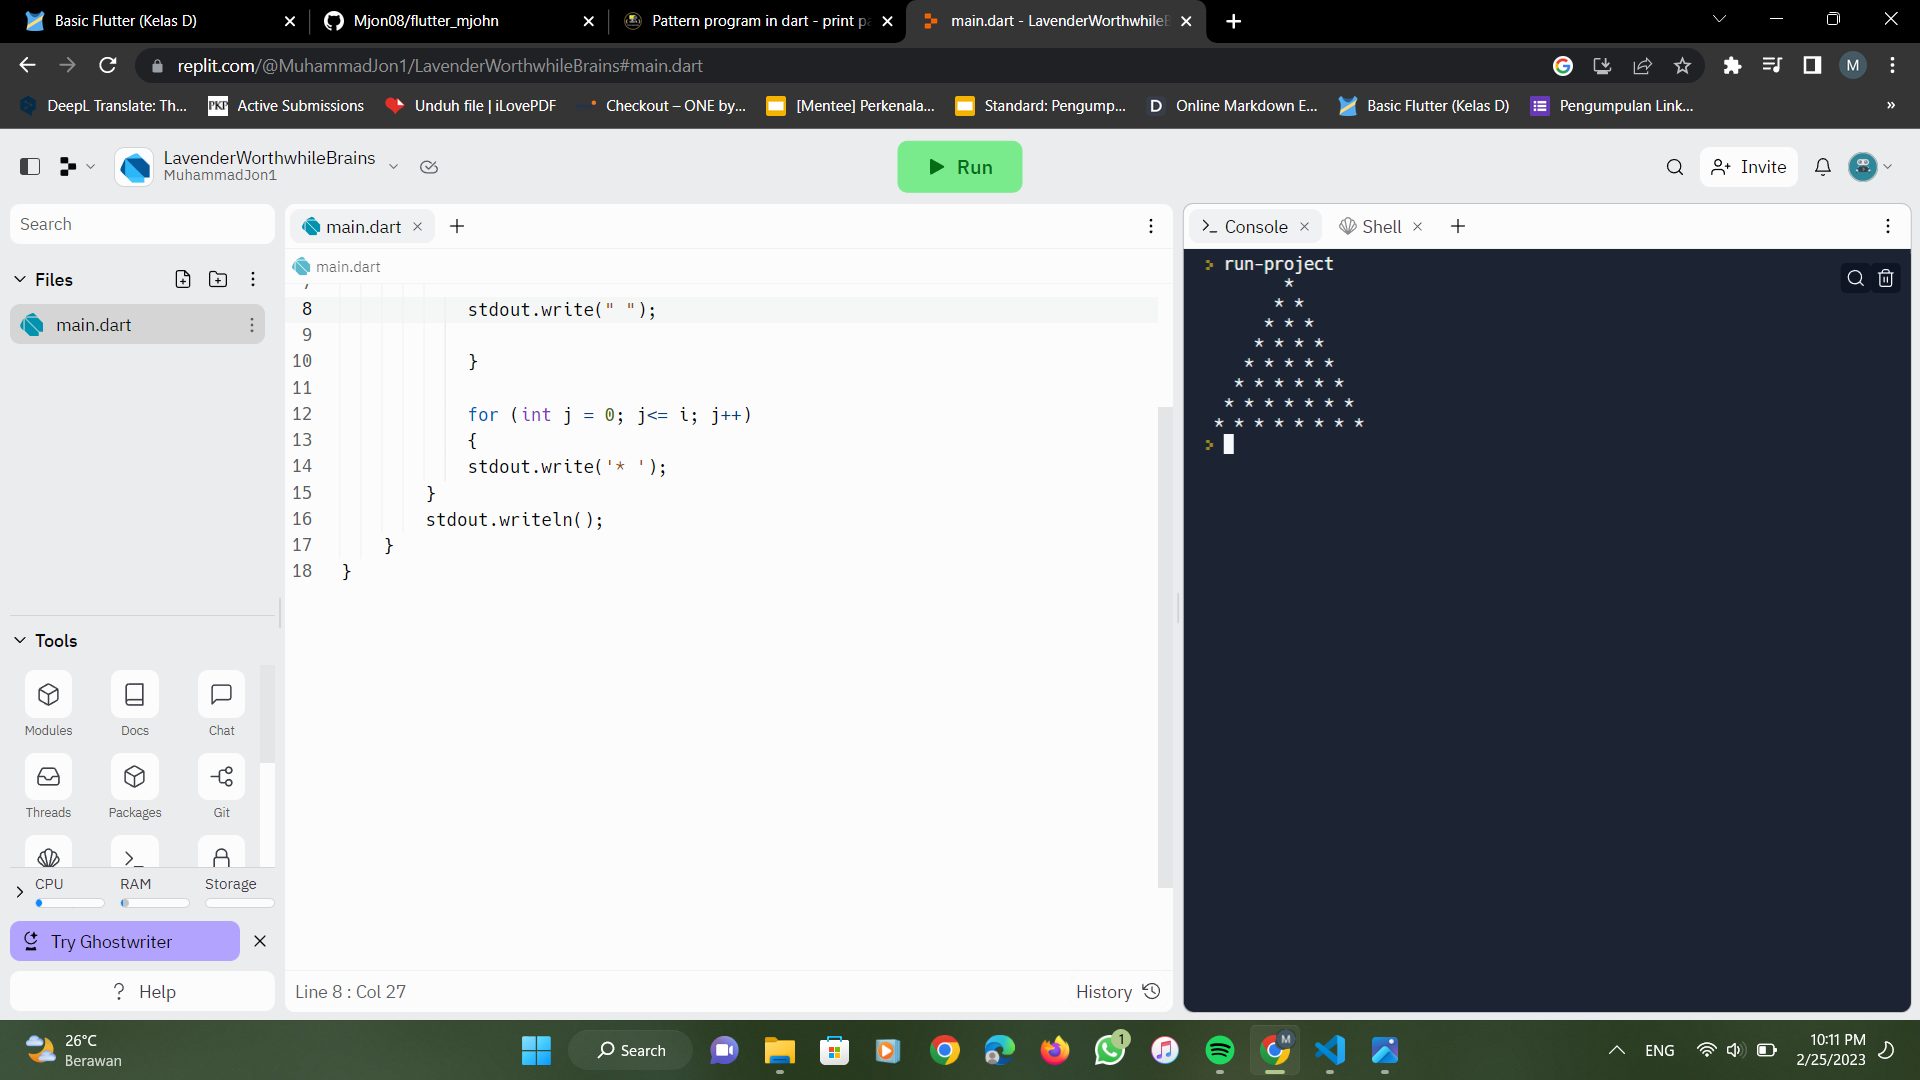 Basic Flutter (Kelas D)
Mjon08/flutter_mjohn
Pattern program in dart - print p
main.dart - LavenderWorthwhile
replit.com/@MuhammadJon1/LavenderWorthwhileBrains#main.dart
M
DeepL Translate: Th...
PKP Active Submissions
Unduh file | iLovePDF
Checkout – ONE by...
[Mentee] Perkenala...
Standard: Pengump...
D Online Markdown E...
Basic Flutter (Kelas D)
Pengumpulan Link...
»
LavenderWorthwhileBrains
MuhammadJon1
Run
Invite
Search
Files
main.dart
main.dart
main.dart
7
8 stdout.write(" ");
9
10 }
11
12 for (int j = 0; j<= i; j++)
13 {
14 stdout.write('* ');
15 }
16 stdout.writeln();
17 }
18 }
Line 8 : Col 27
History
Console
Shell
> run-project
*
* *
* * *
* * * *
* * * * *
* * * * * *
* * * * * * *
* * * * * * * *
>
Tools
Modules
Docs
Chat
Threads
Packages
Git
CPU
RAM
Storage
Try Ghostwriter
? Help
26°C
Berawan
Search
1
M
ENG
10:11 PM
2/25/2023